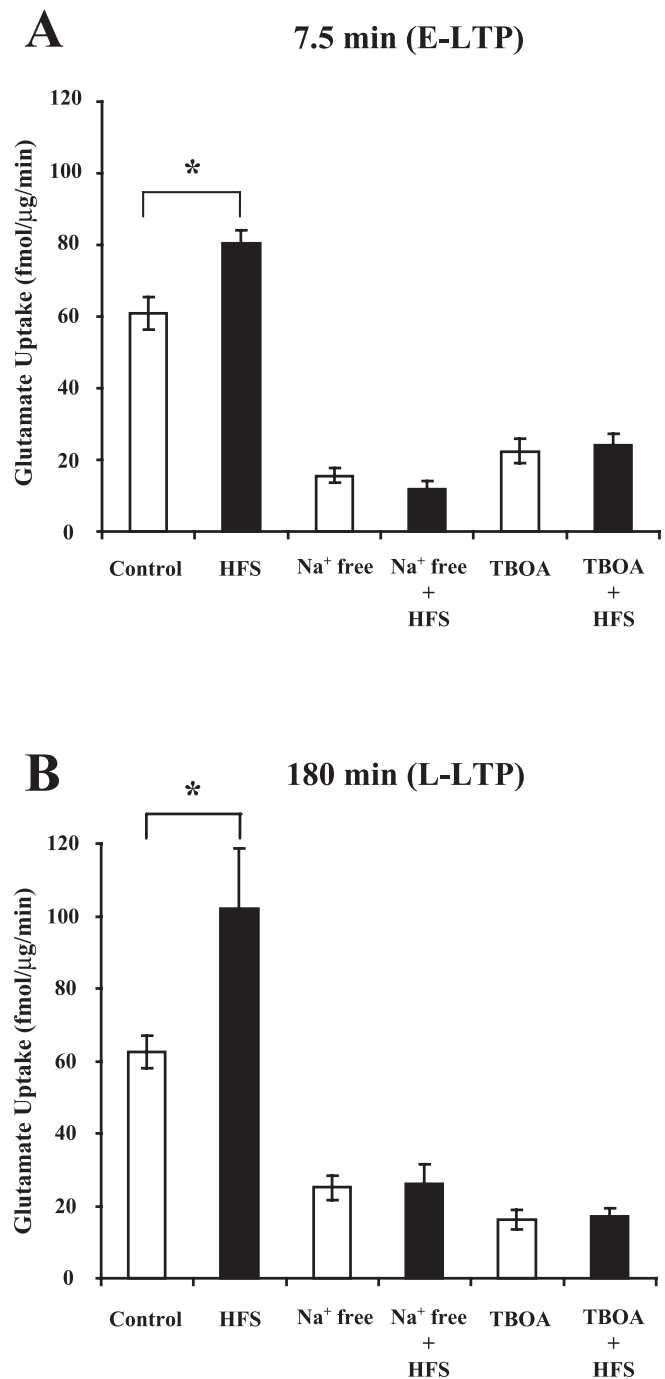 A
7.5 min (E-LTP)
Glutamate Uptake (fmol/μg/min)
120
100
80
60
40
20
0
*
Control
HFS
Na⁺ free
Na⁺ free
+
HFS
TBOA
TBOA
+
HFS
B
180 min (L-LTP)
Glutamate Uptake (fmol/μg/min)
120
100
80
60
40
20
0
*
Control
HFS
Na⁺ free
Na⁺ free
+
HFS
TBOA
TBOA
+
HFS